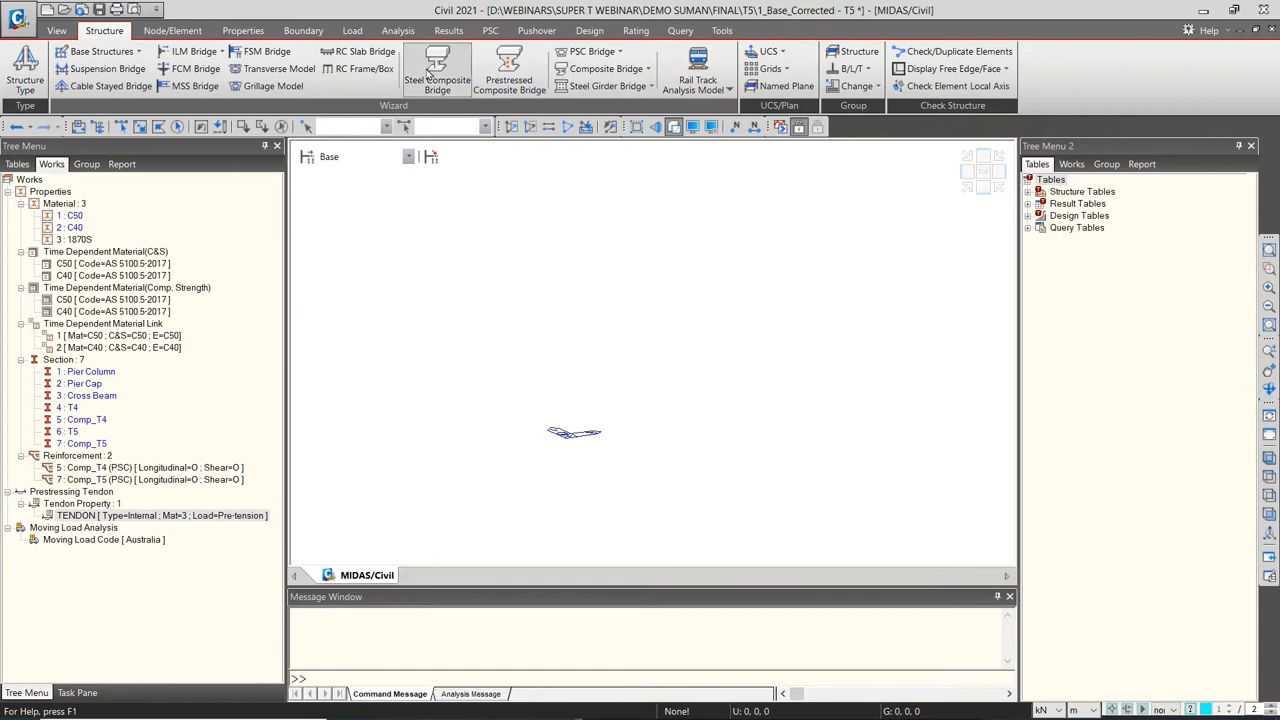 Civil 2021 - [D:\WEBINARS\SUPER T WEBINAR\DEMO SUMAN\FINAL\T5\1_Base_Corrected - T5 *] - [MIDAS/Civil]
View Structure Node/Element Properties Boundary Load Analysis Results PSC Pushover Design Rating Query Tools Help
Structure Type
Base Structures
Suspension Bridge
Cable Stayed Bridge
ILM Bridge
FCM Bridge
MSS Bridge
FSM Bridge
Transverse Model
Grillage Model
RC Slab Bridge
RC Frame/Box
Steel Composite Bridge
Prestressed Composite Bridge
PSC Bridge
Composite Bridge
Steel Girder Bridge
Rail Track Analysis Model
UCS
Grids
Named Plane
Structure
B/L/T
Change
Check/Duplicate Elements
Display Free Edge/Face
Check Element Local Axis
Type Wizard UCS/Plan Group Check Structure
Tree Menu
Tables Works Group Report
Works
Properties
Material : 3
1 : C50
2 : C40
3 : 1870S
Time Dependent Material(C&S)
C50 [ Code=AS 5100.5-2017 ]
C40 [ Code=AS 5100.5-2017 ]
Time Dependent Material(Comp. Strength)
C50 [ Code=AS 5100.5-2017 ]
C40 [ Code=AS 5100.5-2017 ]
Time Dependent Material Link
1 [ Mat=C50 ; C&S=C50 ; E=C50 ]
2 [ Mat=C40 ; C&S=C40 ; E=C40 ]
Section : 7
1 : Pier Column
2 : Pier Cap
3 : Cross Beam
4 : T4
5 : Comp_T4
6 : T5
7 : Comp_T5
Reinforcement : 2
5 : Comp_T4 (PSC) [ Longitudinal=O ; Shear=O ]
7 : Comp_T5 (PSC) [ Longitudinal=O ; Shear=O ]
Prestressing Tendon
Tendon Property : 1
TENDON [ Type=Internal ; Mat=3 ; Load=Pre-tension ]
Moving Load Analysis
Moving Load Code [ Australia ]
Tree Menu Task Pane
Base
TOP
MIDAS/Civil
Message Window
>>
Command Message Analysis Message
Tree Menu 2
Tables Works Group Report
Tables
Structure Tables
Result Tables
Design Tables
Query Tables
For Help, press F1
None!
U: 0, 0, 0
G: 0, 0, 0
kN m non 1 / 2